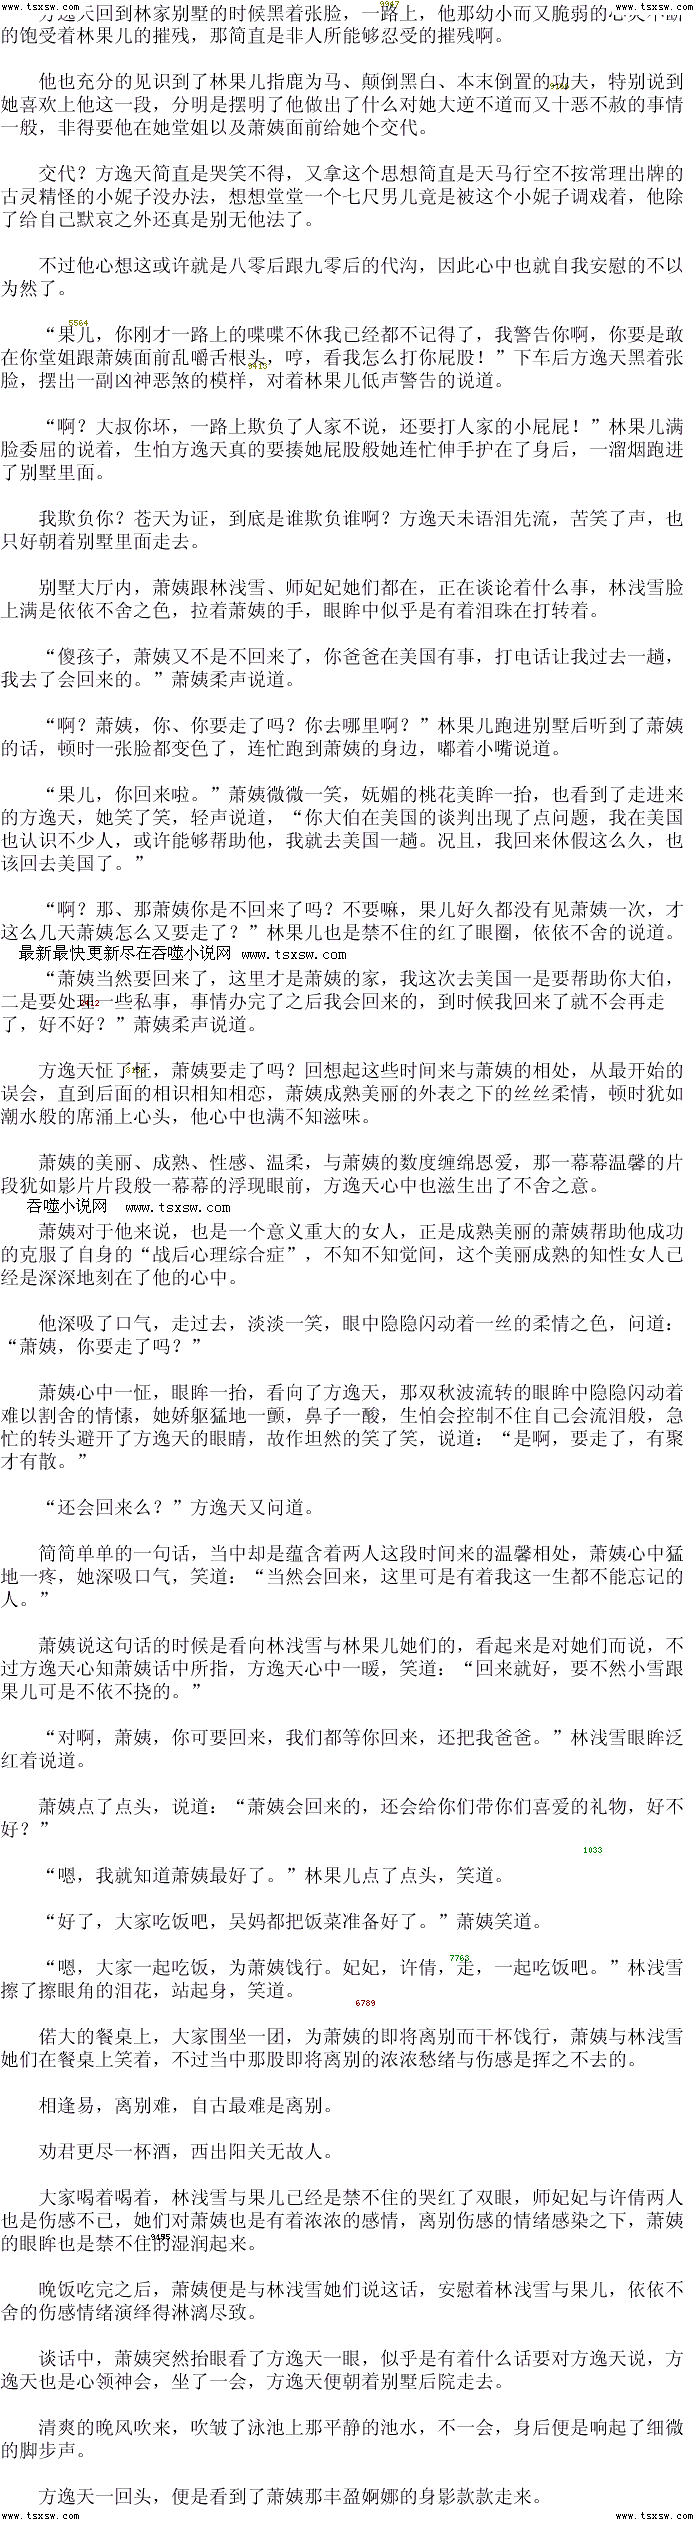 www.tsxsw.com www.tsxsw.com
9947
方逸天回到林家别墅的时候黑着张脸，一路上，他那幼小而又脆弱的心灵不断
的饱受着林果儿的摧残，那简直是非人所能够忍受的摧残啊。
他也充分的见识到了林果儿指鹿为马、颠倒黑白、本末倒置的功夫，特别说到
她喜欢上他这一段，分明是摆明了他做出了什么对她大逆不道而又十恶不赦的事情
一般，非得要他在她堂姐以及萧姨面前给她个交代。
交代？方逸天简直是哭笑不得，又拿这个思想简直是天马行空不按常理出牌的
古灵精怪的小妮子没办法，想想堂堂一个七尺男儿竟是被这个小妮子调戏着，他除
了给自己默哀之外还真是别无他法了。
不过他心想这或许就是八零后跟九零后的代沟，因此心中也就自我安慰的不以
为然了。
5564
“果儿，你刚才一路上的喋喋不休我已经都不记得了，我警告你啊，你要是敢
在你堂姐跟萧姨面前乱嚼舌根头，哼，看我怎么打你屁股！”下车后方逸天黑着张
9413
脸，摆出一副凶神恶煞的模样，对着林果儿低声警告的说道。
“啊？大叔你坏，一路上欺负了人家不说，还要打人家的小屁屁！”林果儿满
脸委屈的说着，生怕方逸天真的要揍她屁股般她连忙伸手护在了身后，一溜烟跑进
了别墅里面。
我欺负你？苍天为证，到底是谁欺负谁啊？方逸天未语泪先流，苦笑了声，也
只好朝着别墅里面走去。
别墅大厅内，萧姨跟林浅雪、师妃妃她们都在，正在谈论着什么事，林浅雪脸
上满是依依不舍之色，拉着萧姨的手，眼眸中似乎是有着泪珠在打转着。
“傻孩子，萧姨又不是不回来了，你爸爸在美国有事，打电话让我过去一趟，
我去了会回来的。”萧姨柔声说道。
“啊？萧姨，你、你要走了吗？你去哪里啊？”林果儿跑进别墅后听到了萧姨
的话，顿时一张脸都变色了，连忙跑到萧姨的身边，嘟着小嘴说道。
“果儿，你回来啦。”萧姨微微一笑，妩媚的桃花美眸一抬，也看到了走进来
的方逸天，她笑了笑，轻声说道，“你大伯在美国的谈判出现了点问题，我在美国
也认识不少人，或许能够帮助他，我就去美国一趟。况且，我回来休假这么久，也
该回去美国了。”
“啊？那、那萧姨你是不回来了吗？不要嘛，果儿好久都没有见萧姨一次，才
这么几天萧姨怎么又要走了？”林果儿也是禁不住的红了眼圈，依依不舍的说道。
最新最快更新尽在吞噬小说网 www.tsxsw.com
“萧姨当然要回来了，这里才是萧姨的家，我这次去美国一是要帮助你大伯，
二是要处理一些私事，事情办完了之后我会回来的，到时候我回来了就不会再走
了，好不好？”萧姨柔声说道。
方逸天怔了怔，萧姨要走了吗？回想起这些时间来与萧姨的相处，从最开始的
误会，直到后面的相识相知相恋，萧姨成熟美丽的外表之下的丝丝柔情，顿时犹如
潮水般的席涌上心头，他心中也满不知滋味。
萧姨的美丽、成熟、性感、温柔，与萧姨的数度缠绵恩爱，那一幕幕温馨的片
段犹如影片片段般一幕幕的浮现眼前，方逸天心中也滋生出了不舍之意。
吞噬小说网 www.tsxsw.com
萧姨对于他来说，也是一个意义重大的女人，正是成熟美丽的萧姨帮助他成功
的克服了自身的“战后心理综合症”，不知不知觉间，这个美丽成熟的知性女人已
经是深深地刻在了他的心中。
他深吸了口气，走过去，淡淡一笑，眼中隐隐闪动着一丝的柔情之色，问道：
“萧姨，你要走了吗？”
萧姨心中一怔，眼眸一抬，看向了方逸天，那双秋波流转的眼眸中隐隐闪动着
难以割舍的情愫，她娇躯猛地一颤，鼻子一酸，生怕会控制不住自己会流泪般，急
忙的转头避开了方逸天的眼睛，故作坦然的笑了笑，说道：“是啊，要走了，有聚
才有散。”
“还会回来么？”方逸天又问道。
简简单单的一句话，当中却是蕴含着两人这段时间来的温馨相处，萧姨心中猛
地一疼，她深吸口气，笑道：“当然会回来，这里可是有着我这一生都不能忘记的
人。”
萧姨说这句话的时候是看向林浅雪与林果儿她们的，看起来是对她们而说，不
过方逸天心知萧姨话中所指，方逸天心中一暖，笑道：“回来就好，要不然小雪跟
果儿可是不依不挠的。”
“对啊，萧姨，你可要回来，我们都等你回来，还把我爸爸。”林浅雪眼眸泛
红着说道。
萧姨点了点头，说道：“萧姨会回来的，还会给你们带你们喜爱的礼物，好不
好？”
1033
“嗯，我就知道萧姨最好了。”林果儿点了点头，笑道。
“好了，大家吃饭吧，吴妈都把饭菜准备好了。”萧姨笑道。
7763
“嗯，大家一起吃饭，为萧姨饯行。妃妃，许倩，走，一起吃饭吧。”林浅雪
擦了擦眼角的泪花，站起身，笑道。
6789
偌大的餐桌上，大家围坐一团，为萧姨的即将离别而干杯饯行，萧姨与林浅雪
她们在餐桌上笑着，不过当中那股即将离别的浓浓愁绪与伤感是挥之不去的。
相逢易，离别难，自古最难是离别。
劝君更尽一杯酒，西出阳关无故人。
大家喝着喝着，林浅雪与果儿已经是禁不住的哭红了双眼，师妃妃与许倩两人
也是伤感不已，她们对萧姨也是有着浓浓的感情，离别伤感的情绪感染之下，萧姨
的眼眸也是禁不住的湿润起来。
晚饭吃完之后，萧姨便是与林浅雪她们说这话，安慰着林浅雪与果儿，依依不
舍的伤感情绪演绎得淋漓尽致。
谈话中，萧姨突然抬眼看了方逸天一眼，似乎是有着什么话要对方逸天说，方
逸天也是心领神会，坐了一会，方逸天便朝着别墅后院走去。
清爽的晚风吹来，吹皱了泳池上那平静的池水，不一会，身后便是响起了细微
的脚步声。
方逸天一回头，便是看到了萧姨那丰盈婀娜的身影款款走来。
www.tsxsw.com www.tsxsw.com